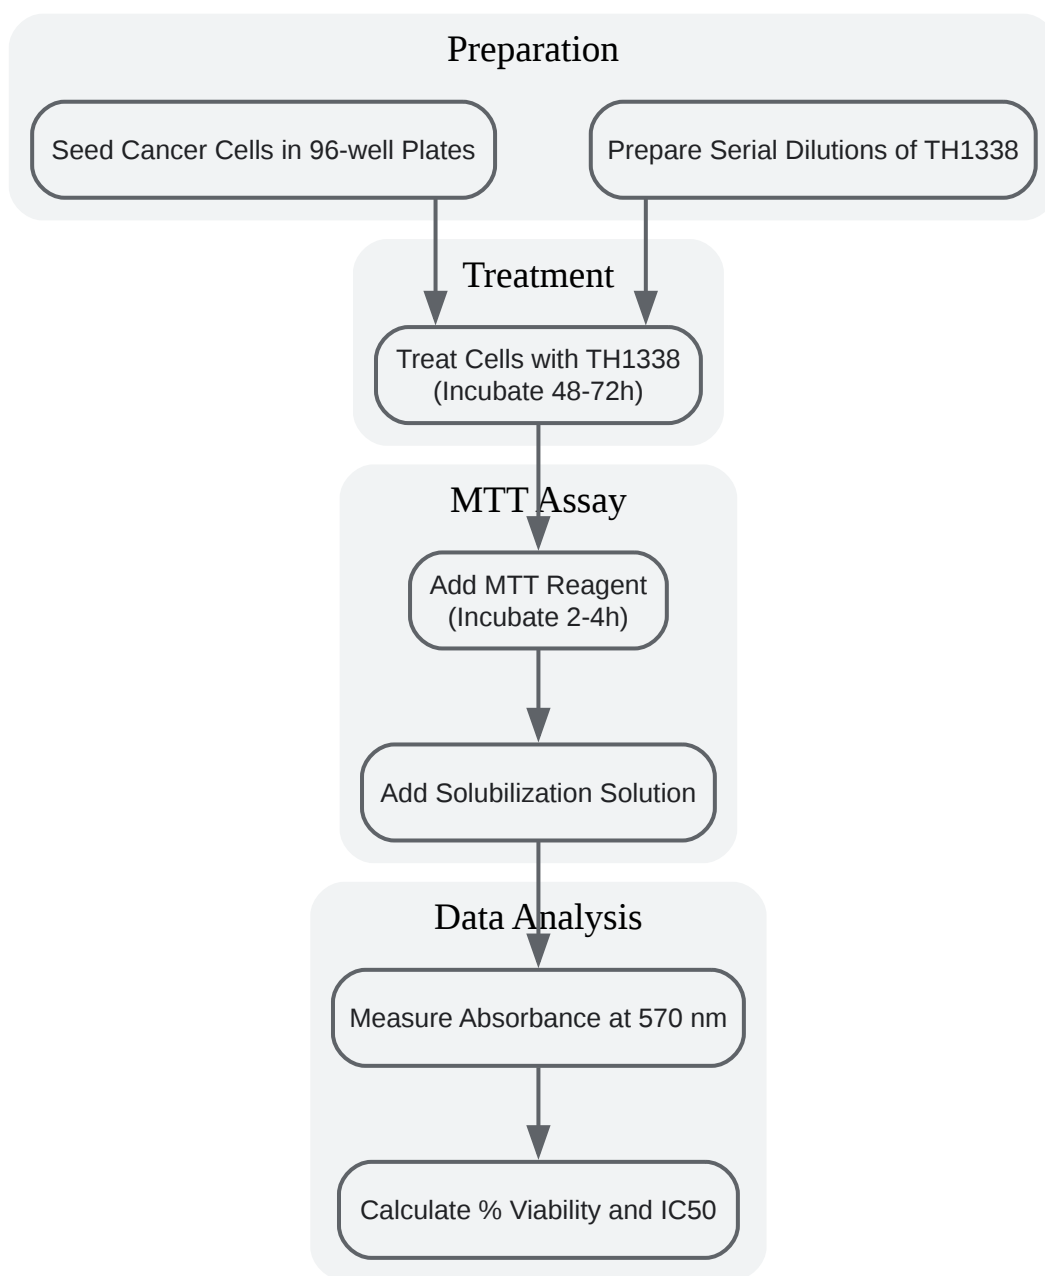 Preparation
Seed Cancer Cells in 96-well Plates
Prepare Serial Dilutions of TH1338
Treatment
Treat Cells with TH1338
(Incubate 48-72h)
MTT Assay
Add MTT Reagent
(Incubate 2-4h)
Add Solubilization Solution
Data Analysis
Measure Absorbance at 570 nm
Calculate % Viability and IC50